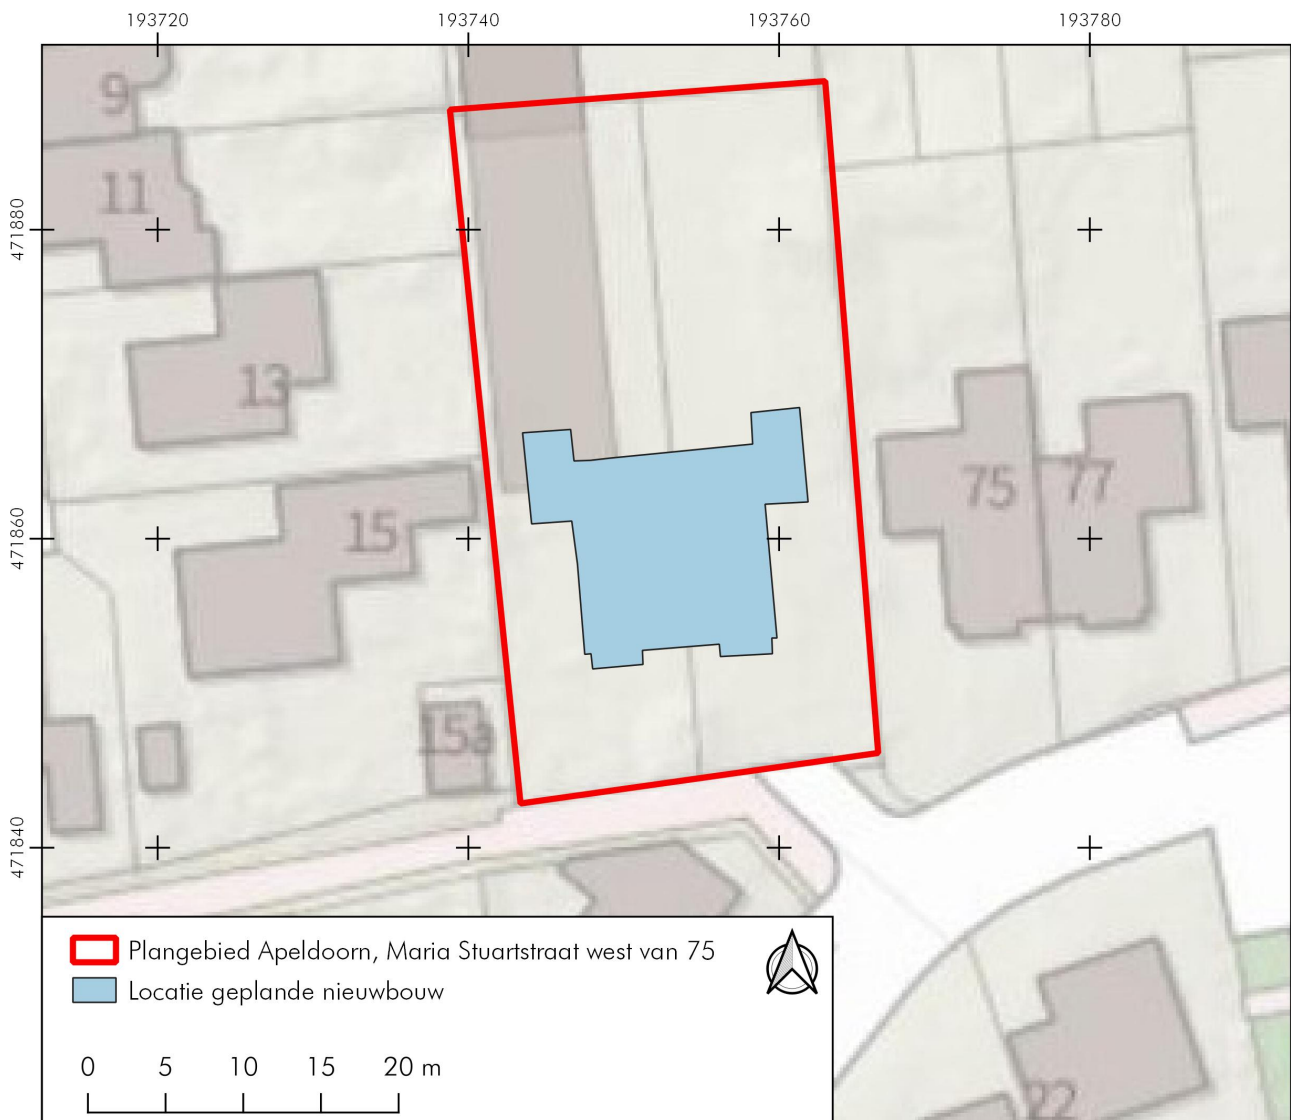 193720 193740 193760 193780
471880
471860
471840
9
11
13
15
75 77
15a
22
Plangebied Apeldoorn, Maria Stuartstraat west van 75
Locatie geplande nieuwbouw
0 5 10 15 20 m